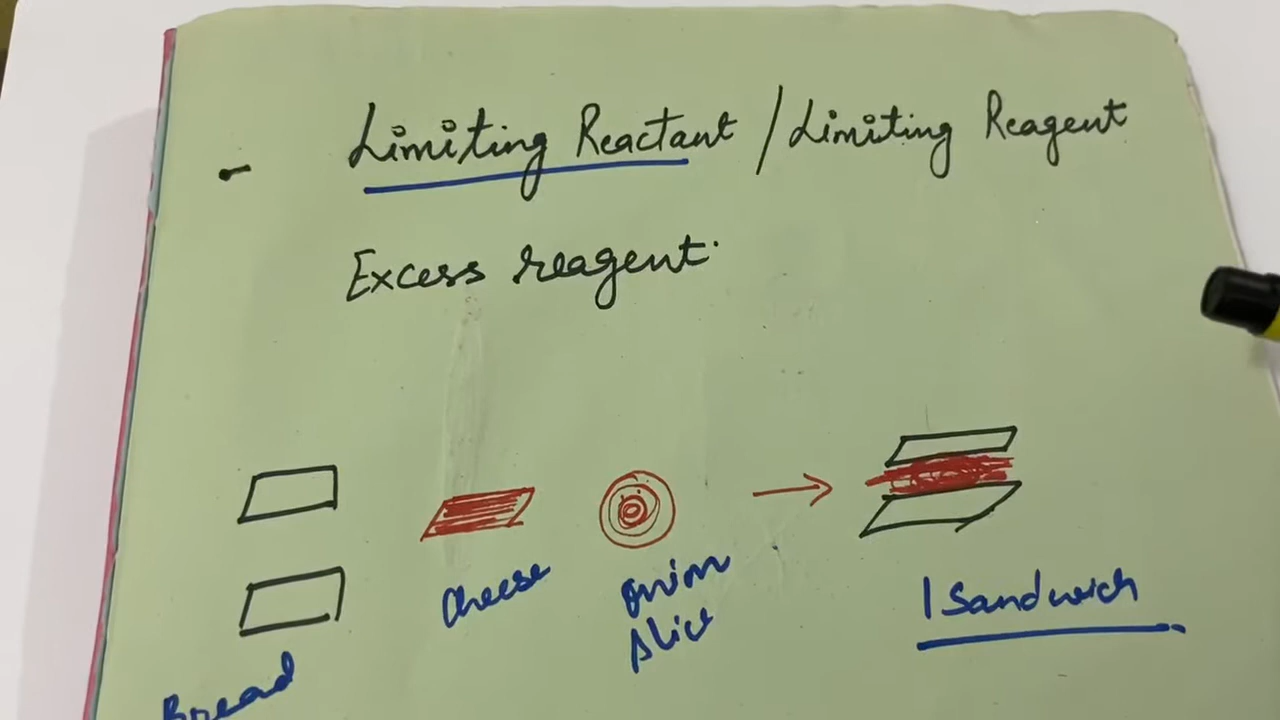 - Limiting Reactant / Limiting Reagent
Excess reagent.
Cheese
onion
slice
1 Sandwich
Bread